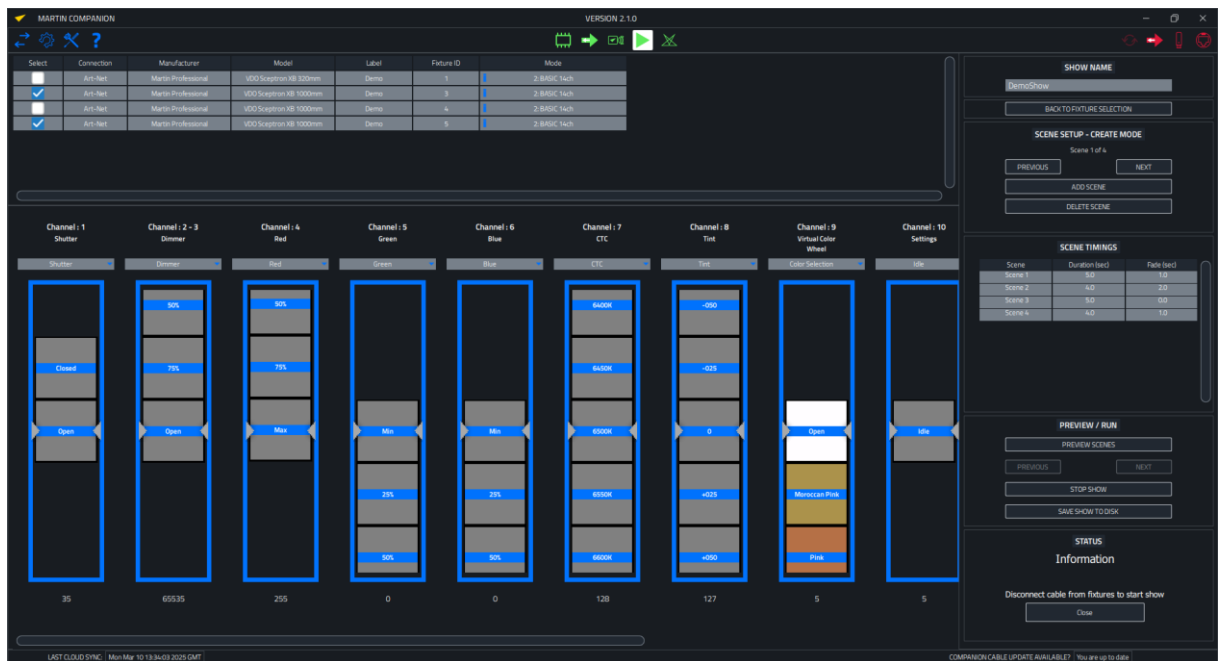 MARTIN COMPANION VERSION 2.1.0
Select Connection Manufacturer Model Label Fixture ID Mode
Art-Net Martin Professional VDO Sceptron XB 320mm Demo 1 2: BASIC 14ch
Art-Net Martin Professional VDO Sceptron XB 1000mm Demo 3 2: BASIC 14ch
Art-Net Martin Professional VDO Sceptron XB 1000mm Demo 4 2: BASIC 14ch
Art-Net Martin Professional VDO Sceptron XB 1000mm Demo 5 2: BASIC 14ch
Channel : 1 Channel : 2 - 3 Channel : 4 Channel : 5 Channel : 6 Channel : 7 Channel : 8 Channel : 9 Channel : 10
Shutter Dimmer Red Green Blue CTC Tint Virtual Color Settings
Wheel
Shutter Dimmer Red Green Blue CTC Tint Color Selection Idle
50% 50% 6400K -050
Closed 75% 75% 6450K -025
Open Open Max Min Min 6500K 0 Open Idle
25% 25% 6550K +025 Moroccan Pink
50% 50% 6600K +050 Pink
35 65535 255 0 0 128 127 5 5
SHOW NAME
DemoShow
BACK TO FIXTURE SELECTION
SCENE SETUP - CREATE MODE
Scene 1 of 4
PREVIOUS NEXT
ADD SCENE
DELETE SCENE
SCENE TIMINGS
Scene Duration (sec) Fade (sec)
Scene 1 5.0 1.0
Scene 2 4.0 2.0
Scene 3 5.0 0.0
Scene 4 4.0 1.0
PREVIEW / RUN
PREVIEW SCENES
PREVIOUS NEXT
STOP SHOW
SAVE SHOW TO DISK
STATUS
Information
Disconnect cable from fixtures to start show
Close
LAST CLOUD SYNC: Mon Mar 10 13:34:03 2025 GMT COMPANION CABLE UPDATE AVAILABLE? You are up to date